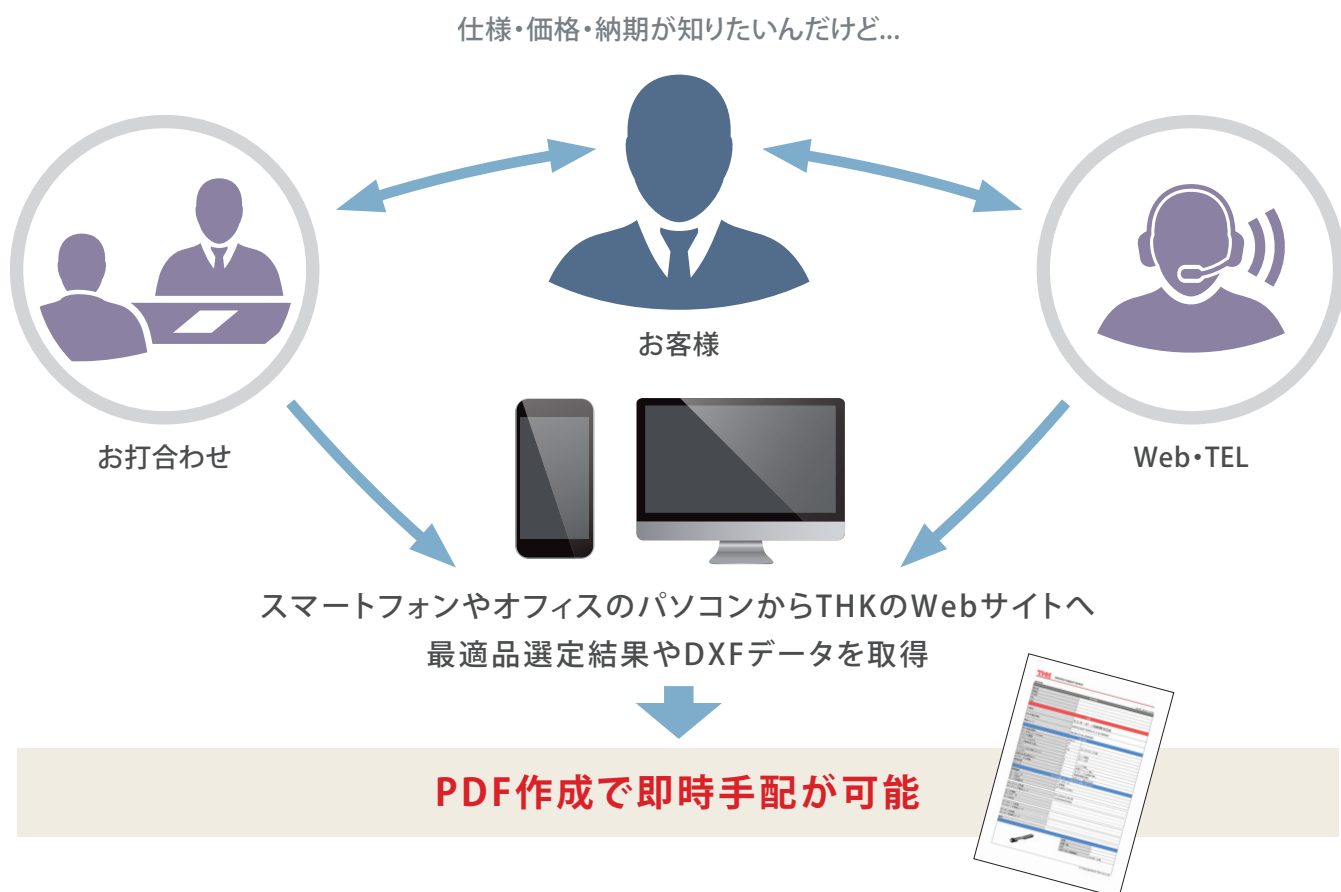 仕様・価格・納期が知りたいんだけど...
お客様
お打合わせ
Web・TEL
スマートフォンやオフィスのパソコンからTHKのWebサイトへ
最適品選定結果やDXFデータを取得
PDF作成で即時手配が可能
THK